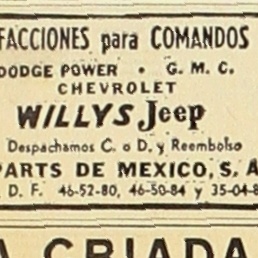 FACCIONES para COMANDOS
DODGE POWER • G. M. C.
CHEVROLET
WILLYS Jeep
Despachamos C. o D. y Reembolso
PARTS DE MEXICO, S. A
D. F. 46-52-80, 46-50-84 y 35-04-8
A CRIADA